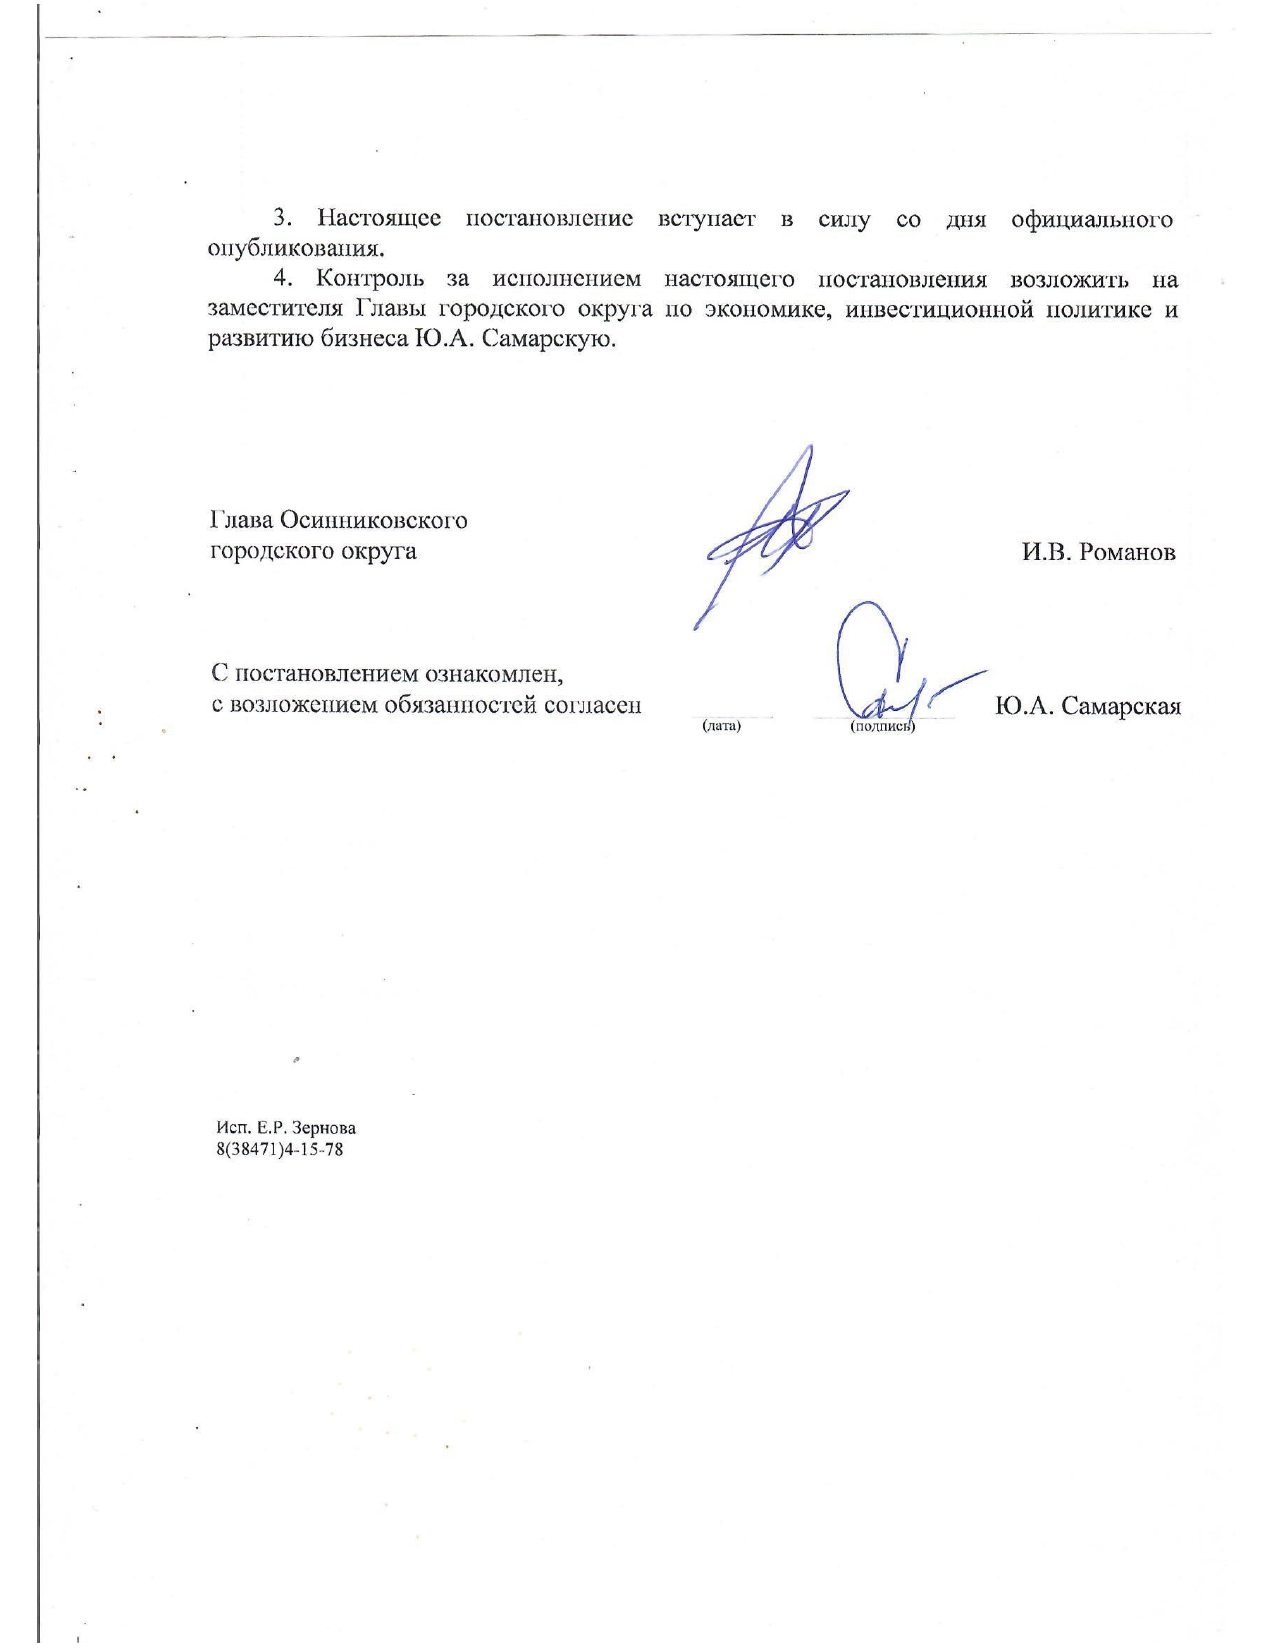 3. Настоящее постановление вступает в силу со дня официального
опубликования.
4. Контроль за исполнением настоящего постановления возложить на
заместителя Главы городского округа по экономике, инвестиционной политике и
развитию бизнеса Ю.А. Самарскую.
Глава Осинниковского
городского округа И.В. Романов
С постановлением ознакомлен,
с возложением обязанностей согласен Ю.А. Самарская
(дата) (подпись)
Исп. Е.Р. Зернова
8(38471)4-15-78